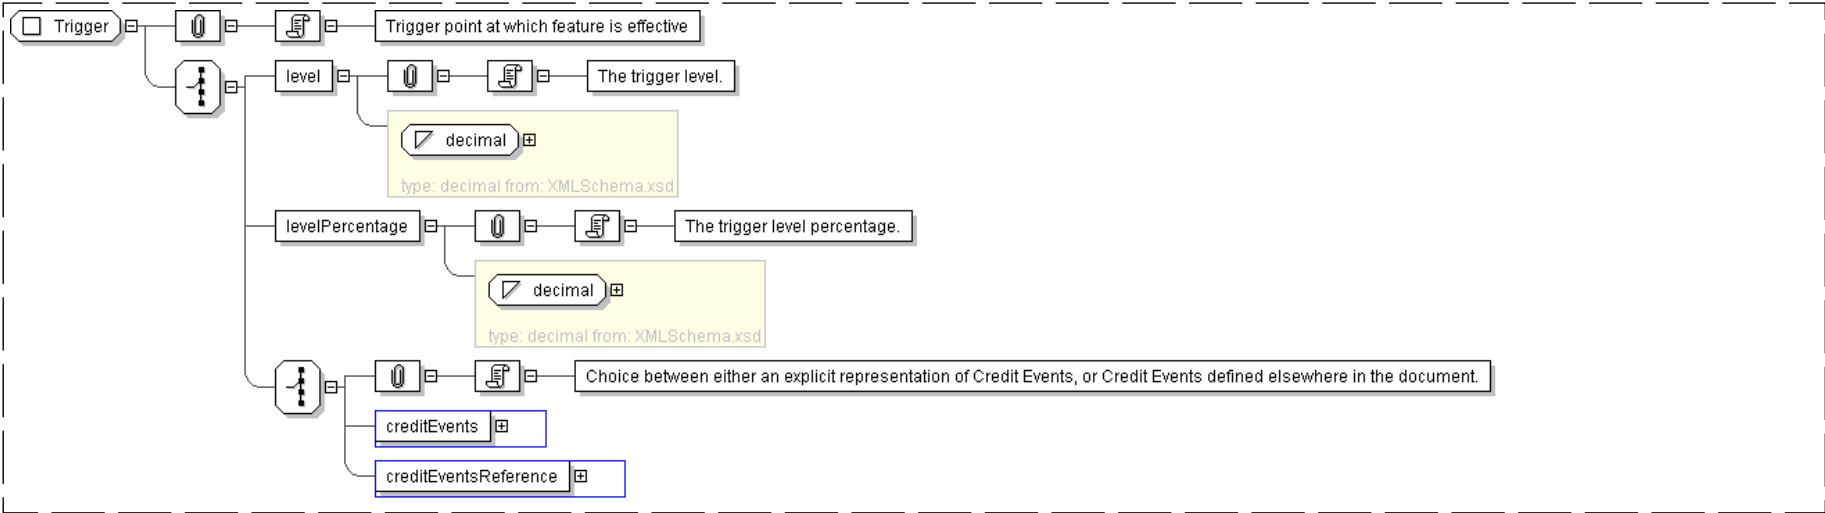 Trigger
Trigger point at which feature is effective
level
The trigger level.
decimal
type: decimal from: XMLSchema.xsd
levelPercentage
The trigger level percentage.
decimal
type: decimal from: XMLSchema.xsd
Choice between either an explicit representation of Credit Events, or Credit Events defined elsewhere in the document.
creditEvents
creditEventsReference